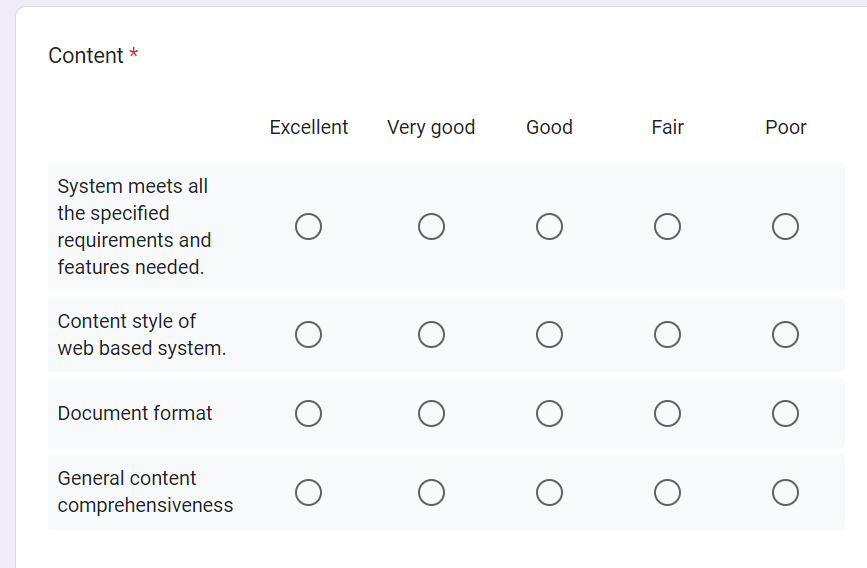 Content *
Excellent Very good Good Fair Poor
System meets all
the specified
requirements and
features needed.
Content style of
web based system.
Document format
General content
comprehensiveness